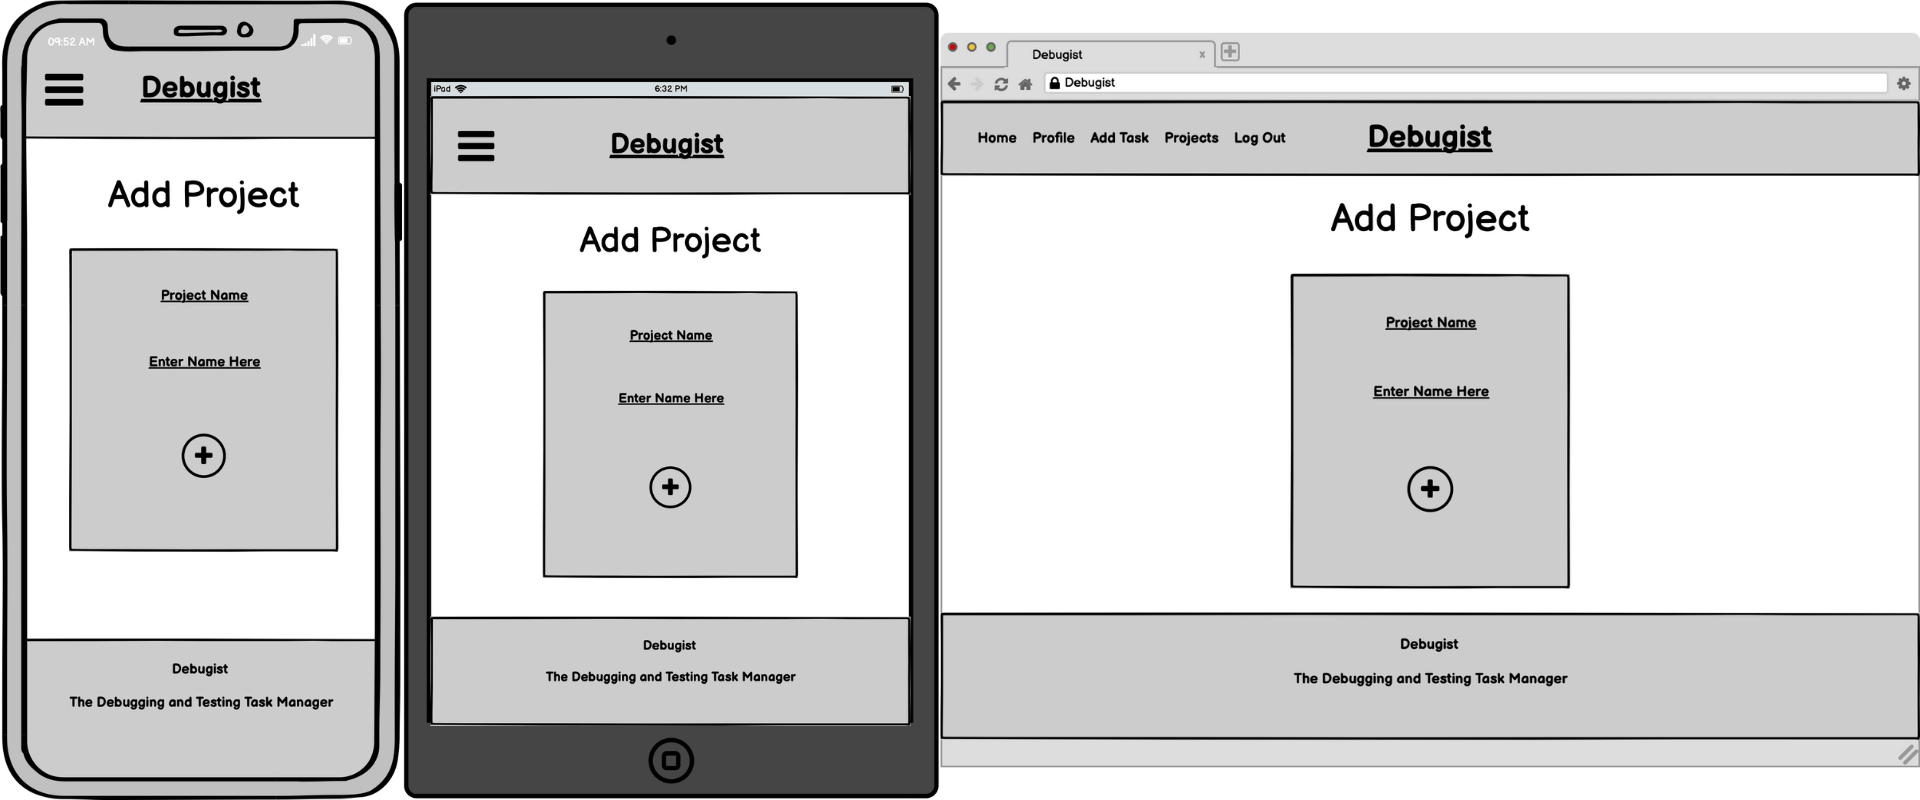 09:52 AM
Debugist
Add Project
Project Name
Enter Name Here
Debugist
The Debugging and Testing Task Manager
iPad
6:32 PM
Debugist
Add Project
Project Name
Enter Name Here
Debugist
The Debugging and Testing Task Manager
Debugist x
Debugist
Home Profile Add Task Projects Log Out Debugist
Add Project
Project Name
Enter Name Here
Debugist
The Debugging and Testing Task Manager